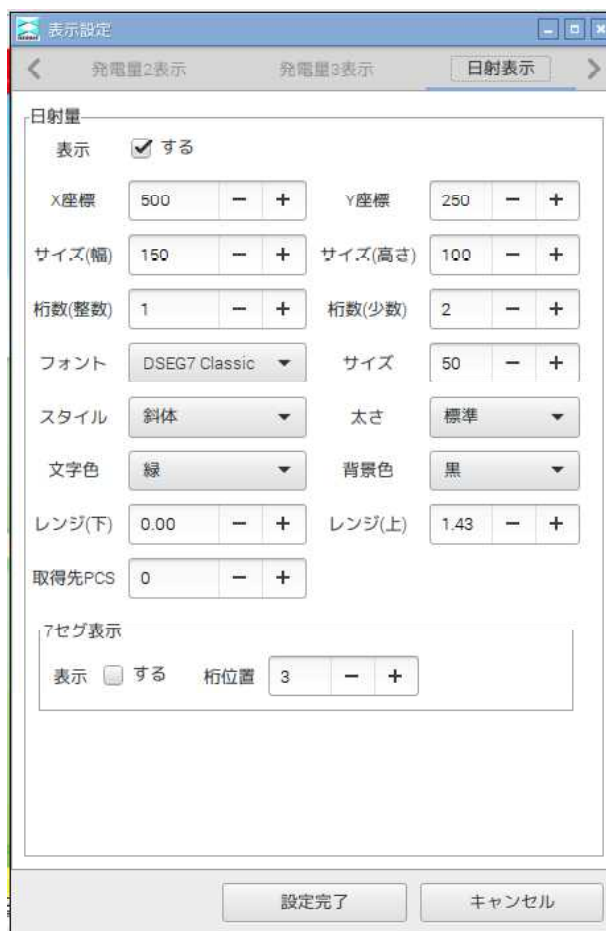 表示設定
発電量2表示 発電量3表示 日射表示
日射量
表示 する
X座標 500 Y座標 250
サイズ(幅) 150 サイズ(高さ) 100
桁数(整数) 1 桁数(少数) 2
フォント DSEG7 Classic サイズ 50
スタイル 斜体 太さ 標準
文字色 緑 背景色 黒
レンジ(下) 0.00 レンジ(上) 1.43
取得先PCS 0
7セグ表示
表示 する 桁位置 3
設定完了 キャンセル